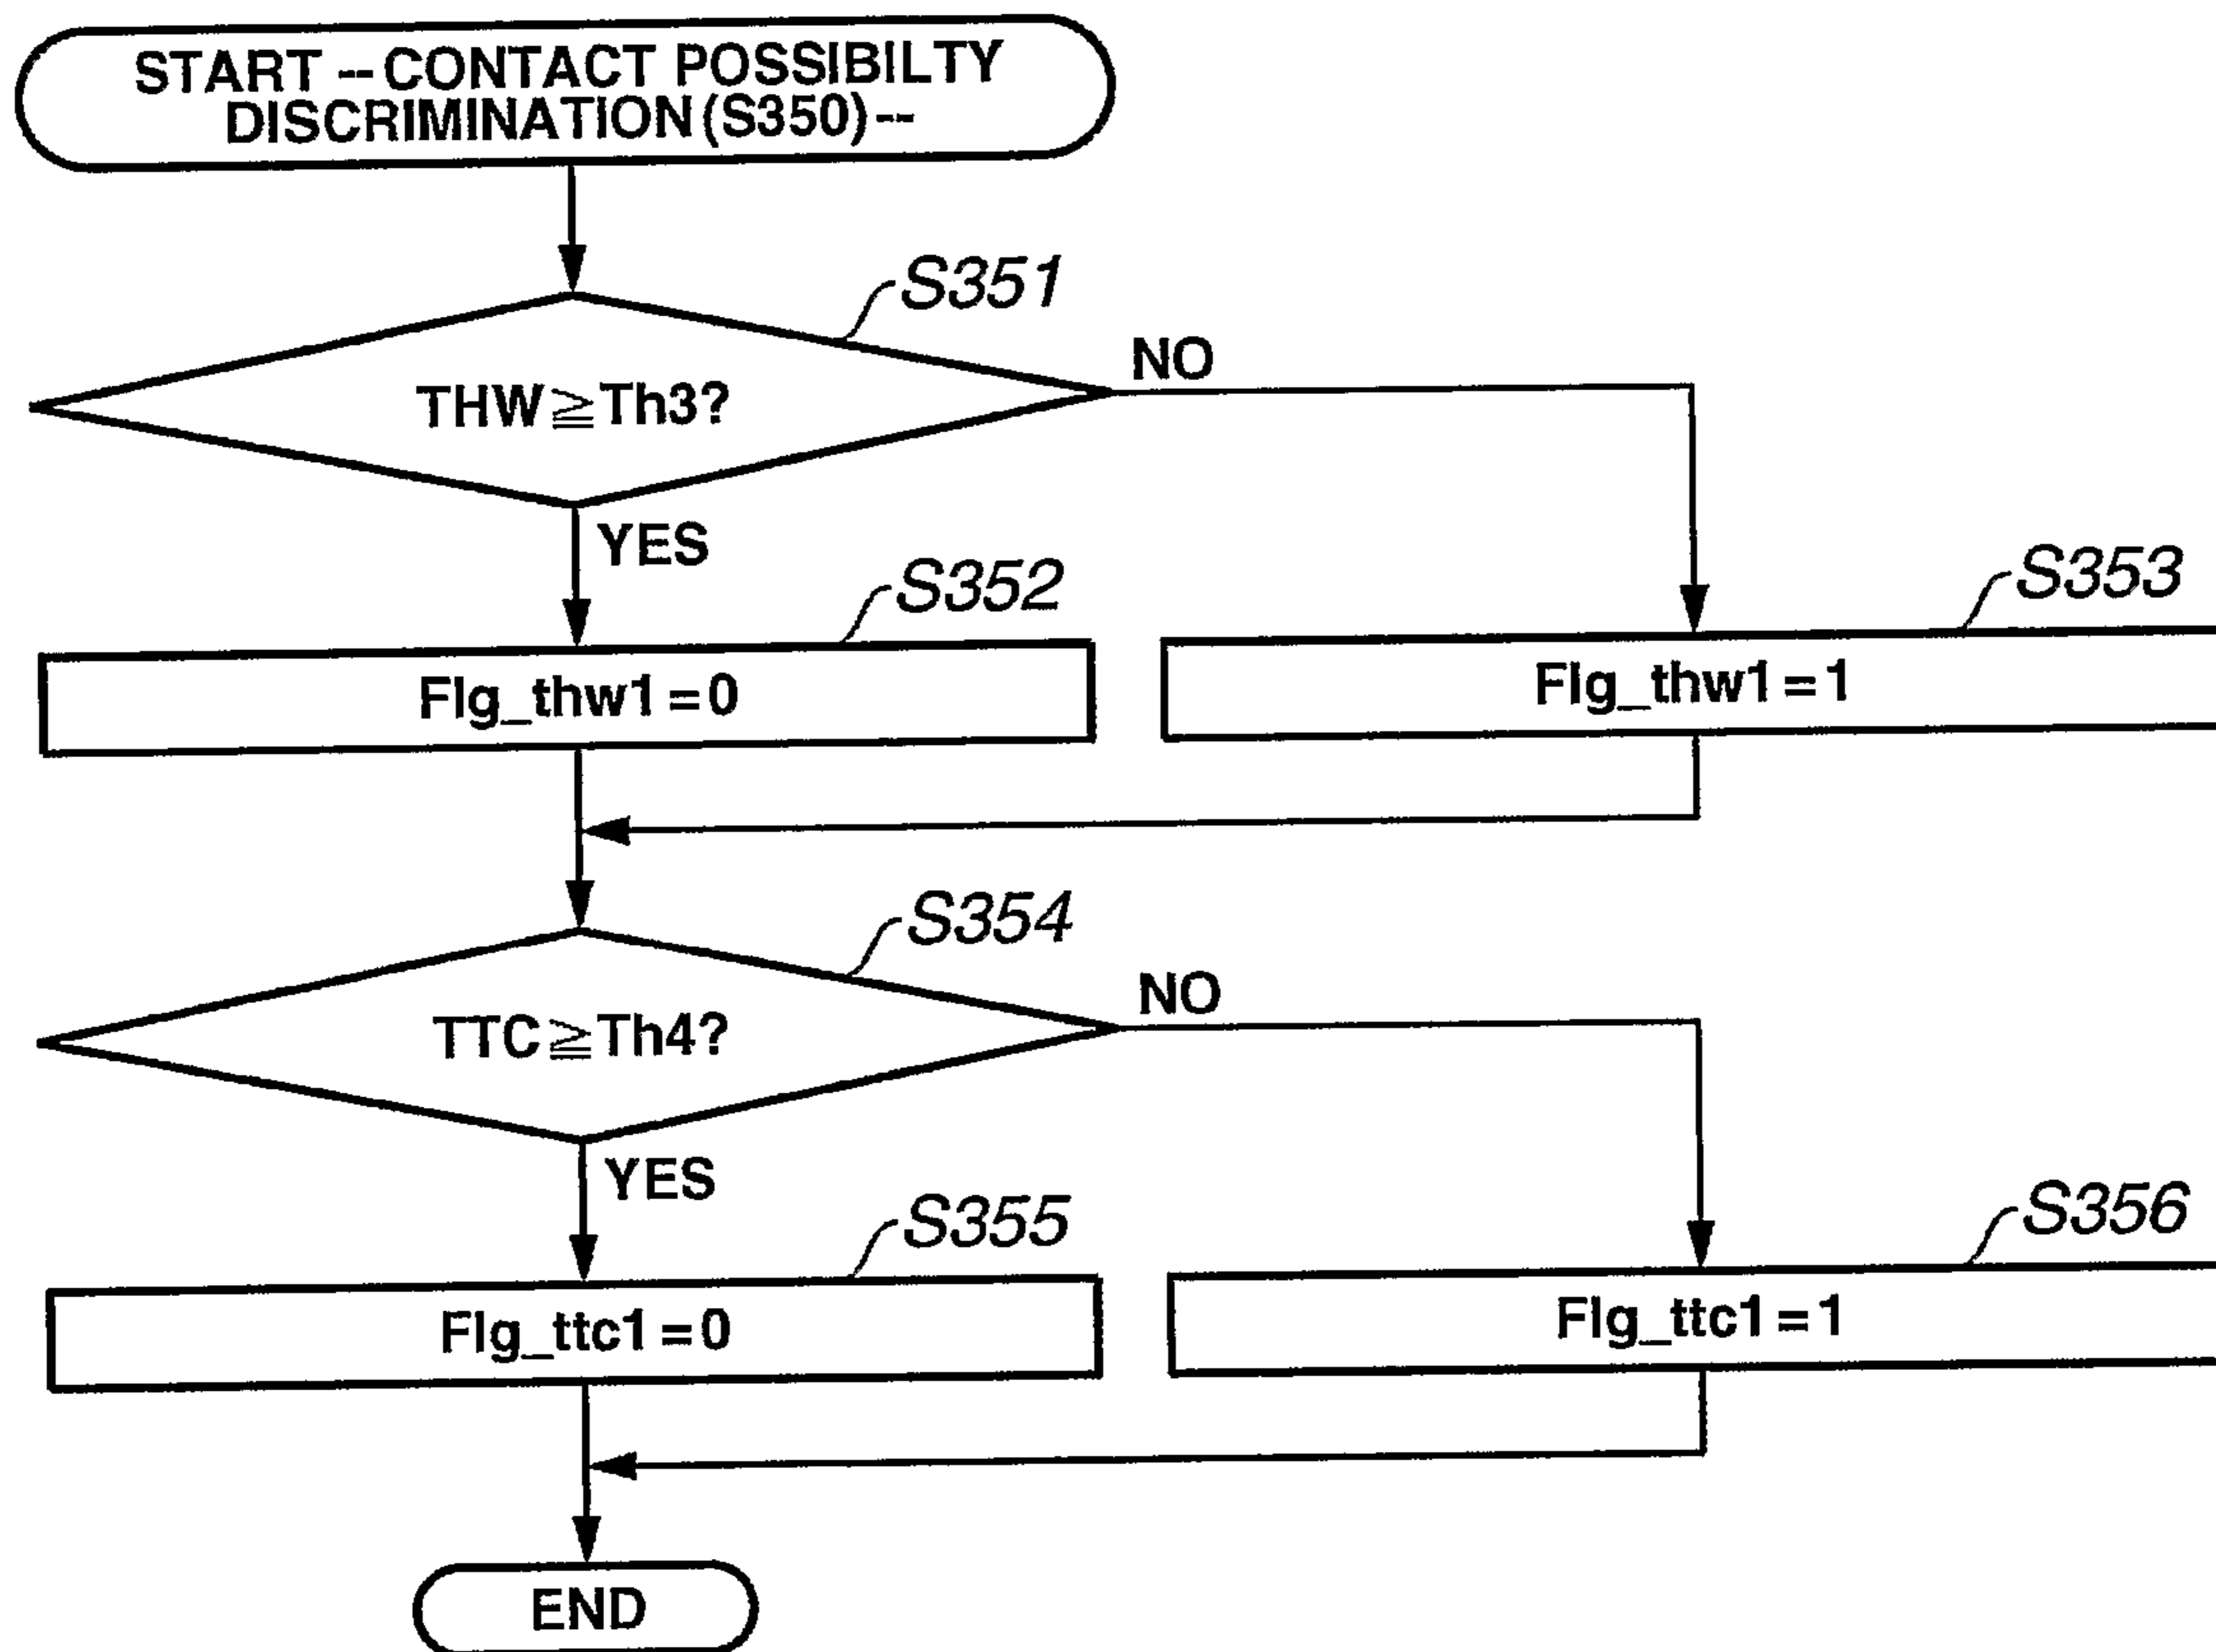 START -- CONTACT POSSIBILTY
DISCRIMINATION (S350) --
S351
THW≧Th3?
NO
YES
S352
S353
Flg_thw1=0
Flg_thw1=1
S354
TTC≧Th4?
NO
YES
S355
S356
Flg_ttc1=0
Flg_ttc1=1
END